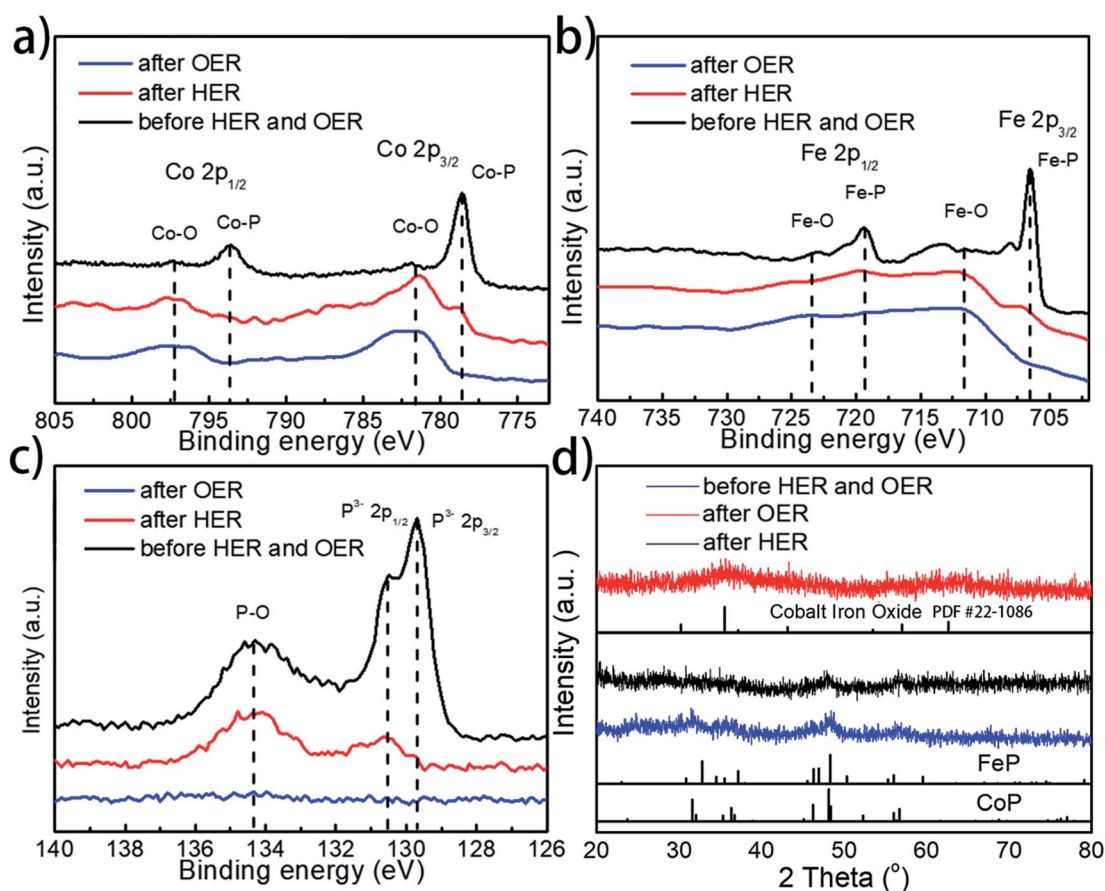 a)
after OER
after HER
before HER and OER
Co 2p3/2
Co-P
Co 2p1/2
Co-O
Co-P
Co-O
Intensity (a.u.)
805 800 795 790 785 780 775
Binding energy (eV)
b)
after OER
after HER
before HER and OER
Fe 2p3/2
Fe-P
Fe 2p1/2
Fe-P
Fe-O
Fe-O
Intensity (a.u.)
740 735 730 725 720 715 710 705
Binding energy (eV)
c)
after OER
after HER
before HER and OER
P3- 2p1/2
P3- 2p3/2
P-O
Intensity (a.u.)
140 138 136 134 132 130 128 126
Binding energy (eV)
d)
before HER and OER
after OER
after HER
Cobalt Iron Oxide PDF #22-1086
FeP
CoP
Intensity (a.u.)
20 30 40 50 60 70 80
2 Theta (°)